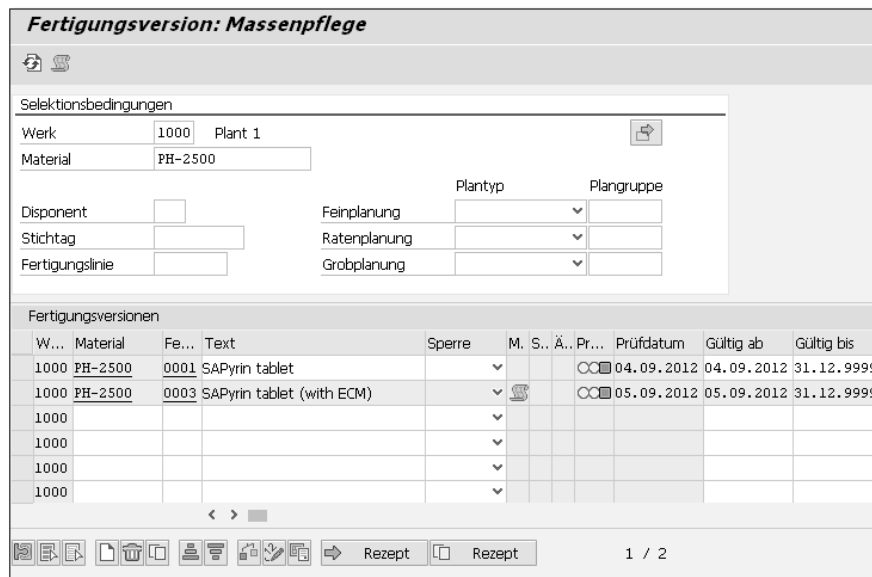 Fertigungsversion: Massenpflege
Selektionsbedingungen
Werk 1000 Plant 1
Material PH-2500
Plantyp Plangruppe
Disponent Feinplanung
Stichtag Ratenplanung
Fertigungslinie Grobplanung
Fertigungsversionen
W... Material Fe... Text Sperre M. S.. Ä.. Pr... Prüfdatum Gültig ab Gültig bis
1000 PH-2500 0001 SAPyrin tablet 04.09.2012 04.09.2012 31.12.9999
1000 PH-2500 0003 SAPyrin tablet (with ECM) 05.09.2012 05.09.2012 31.12.9999
1000
1000
1000
1000
Rezept Rezept 1 / 2